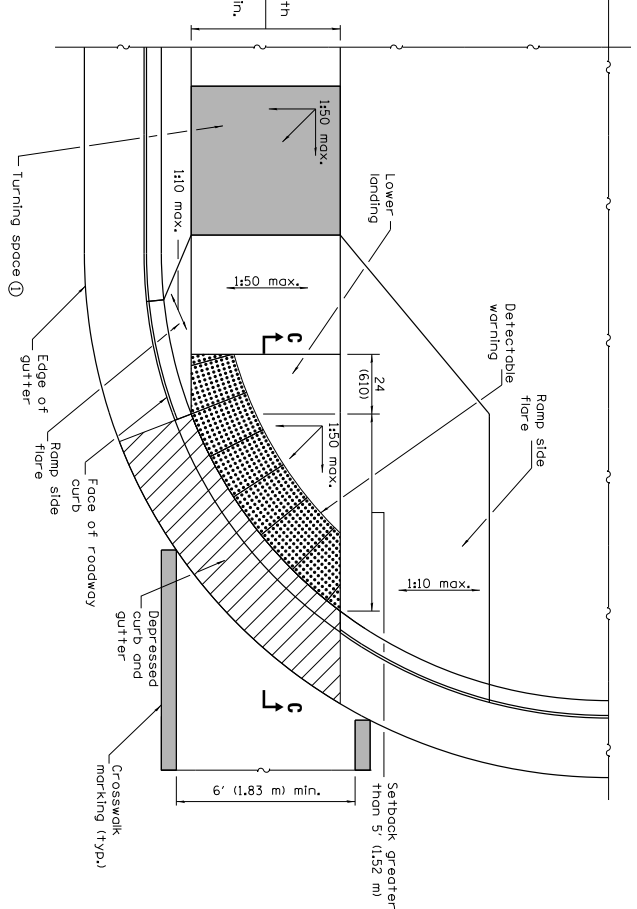 th
in.
1:50 max.
Lower
landing
1:10 max.
Turning space ①
1:50 max.
C
24
(610)
Detectable
warning
Ramp side
flare
1:50 max.
1:10 max.
Edge of
gutter
Ramp side
flare
Face of roadway
curb
Depressed
curb and
gutter
C
Crosswalk
marking (typ.)
6' (1.83 m) min.
Setback greater
than 5' (1.52 m)